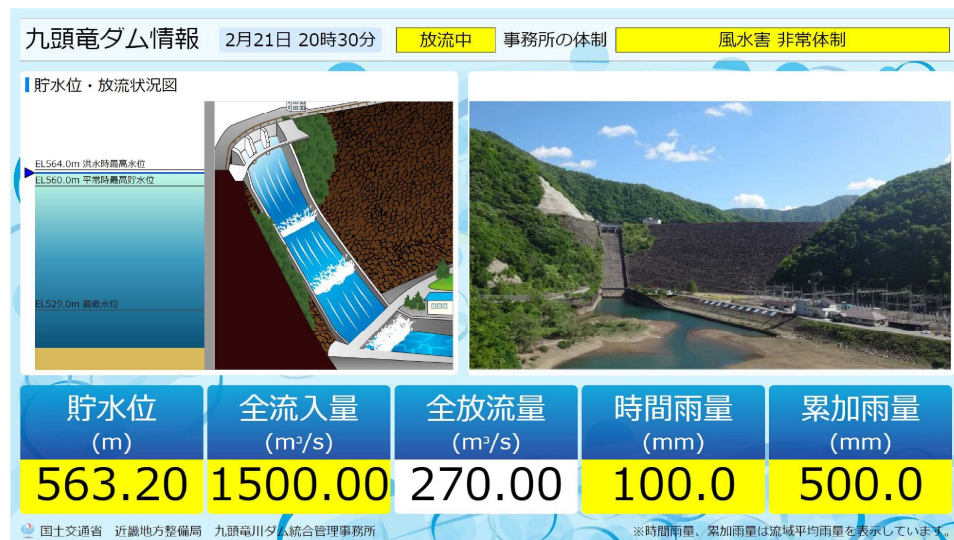 九頭竜ダム情報 2月21日 20時30分 放流中 事務所の体制 風水害 非常体制
貯水位・放流状況図
EL564.0m 洪水時最高水位
EL560.0m 平常時最高貯水位
EL529.0m 最低水位
貯水位 全流入量 全放流量 時間雨量 累加雨量
(m) (m³/s) (m³/s) (mm) (mm)
563.20 1500.00 270.00 100.0 500.0
国土交通省 近畿地方整備局 九頭竜川ダム統合管理事務所 ※時間雨量、累加雨量は流域平均雨量を表示しています。